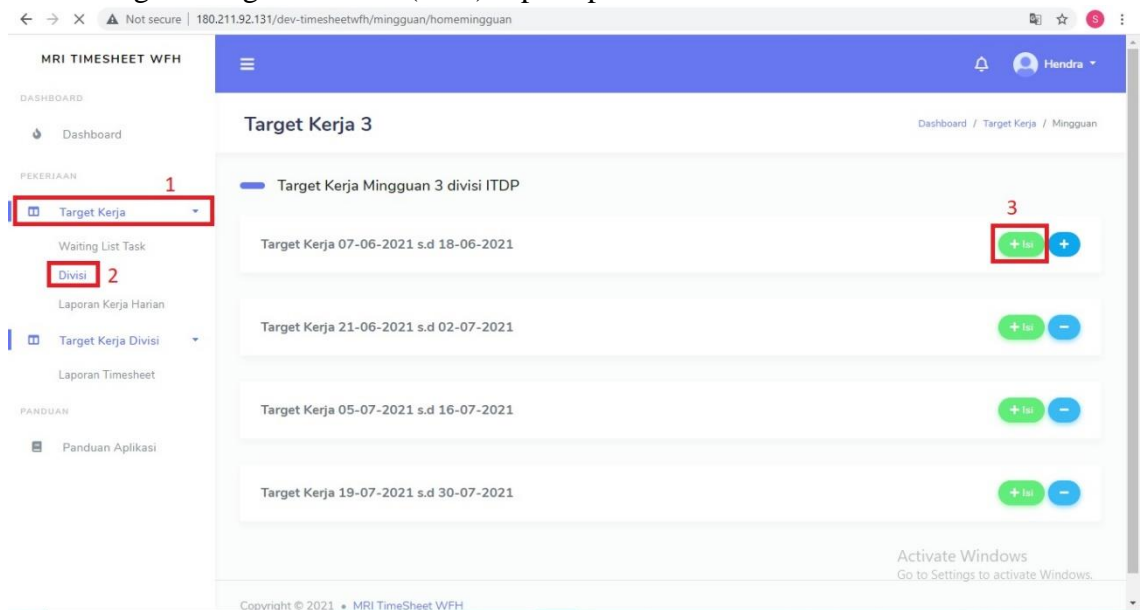 Not secure | 180.211.92.131/dev-timesheetwfh/mingguan/homemingguan
S
MRI TIMESHEET WFH
Hendra
DASHBOARD
Dashboard
Target Kerja 3
Dashboard / Target Kerja / Mingguan
PEKERJAAN
1
Target Kerja Mingguan 3 divisi ITDP
Target Kerja
3
Waiting List Task
Target Kerja 07-06-2021 s.d 18-06-2021
+ Isi
+
Divisi
2
Laporan Kerja Harian
Target Kerja Divisi
Target Kerja 21-06-2021 s.d 02-07-2021
+ Isi
−
Laporan Timesheet
PANDUAN
Target Kerja 05-07-2021 s.d 16-07-2021
+ Isi
−
Panduan Aplikasi
Target Kerja 19-07-2021 s.d 30-07-2021
+ Isi
−
Activate Windows
Go to Settings to activate Windows.
Copyright © 2021 • MRI TimeSheet WFH